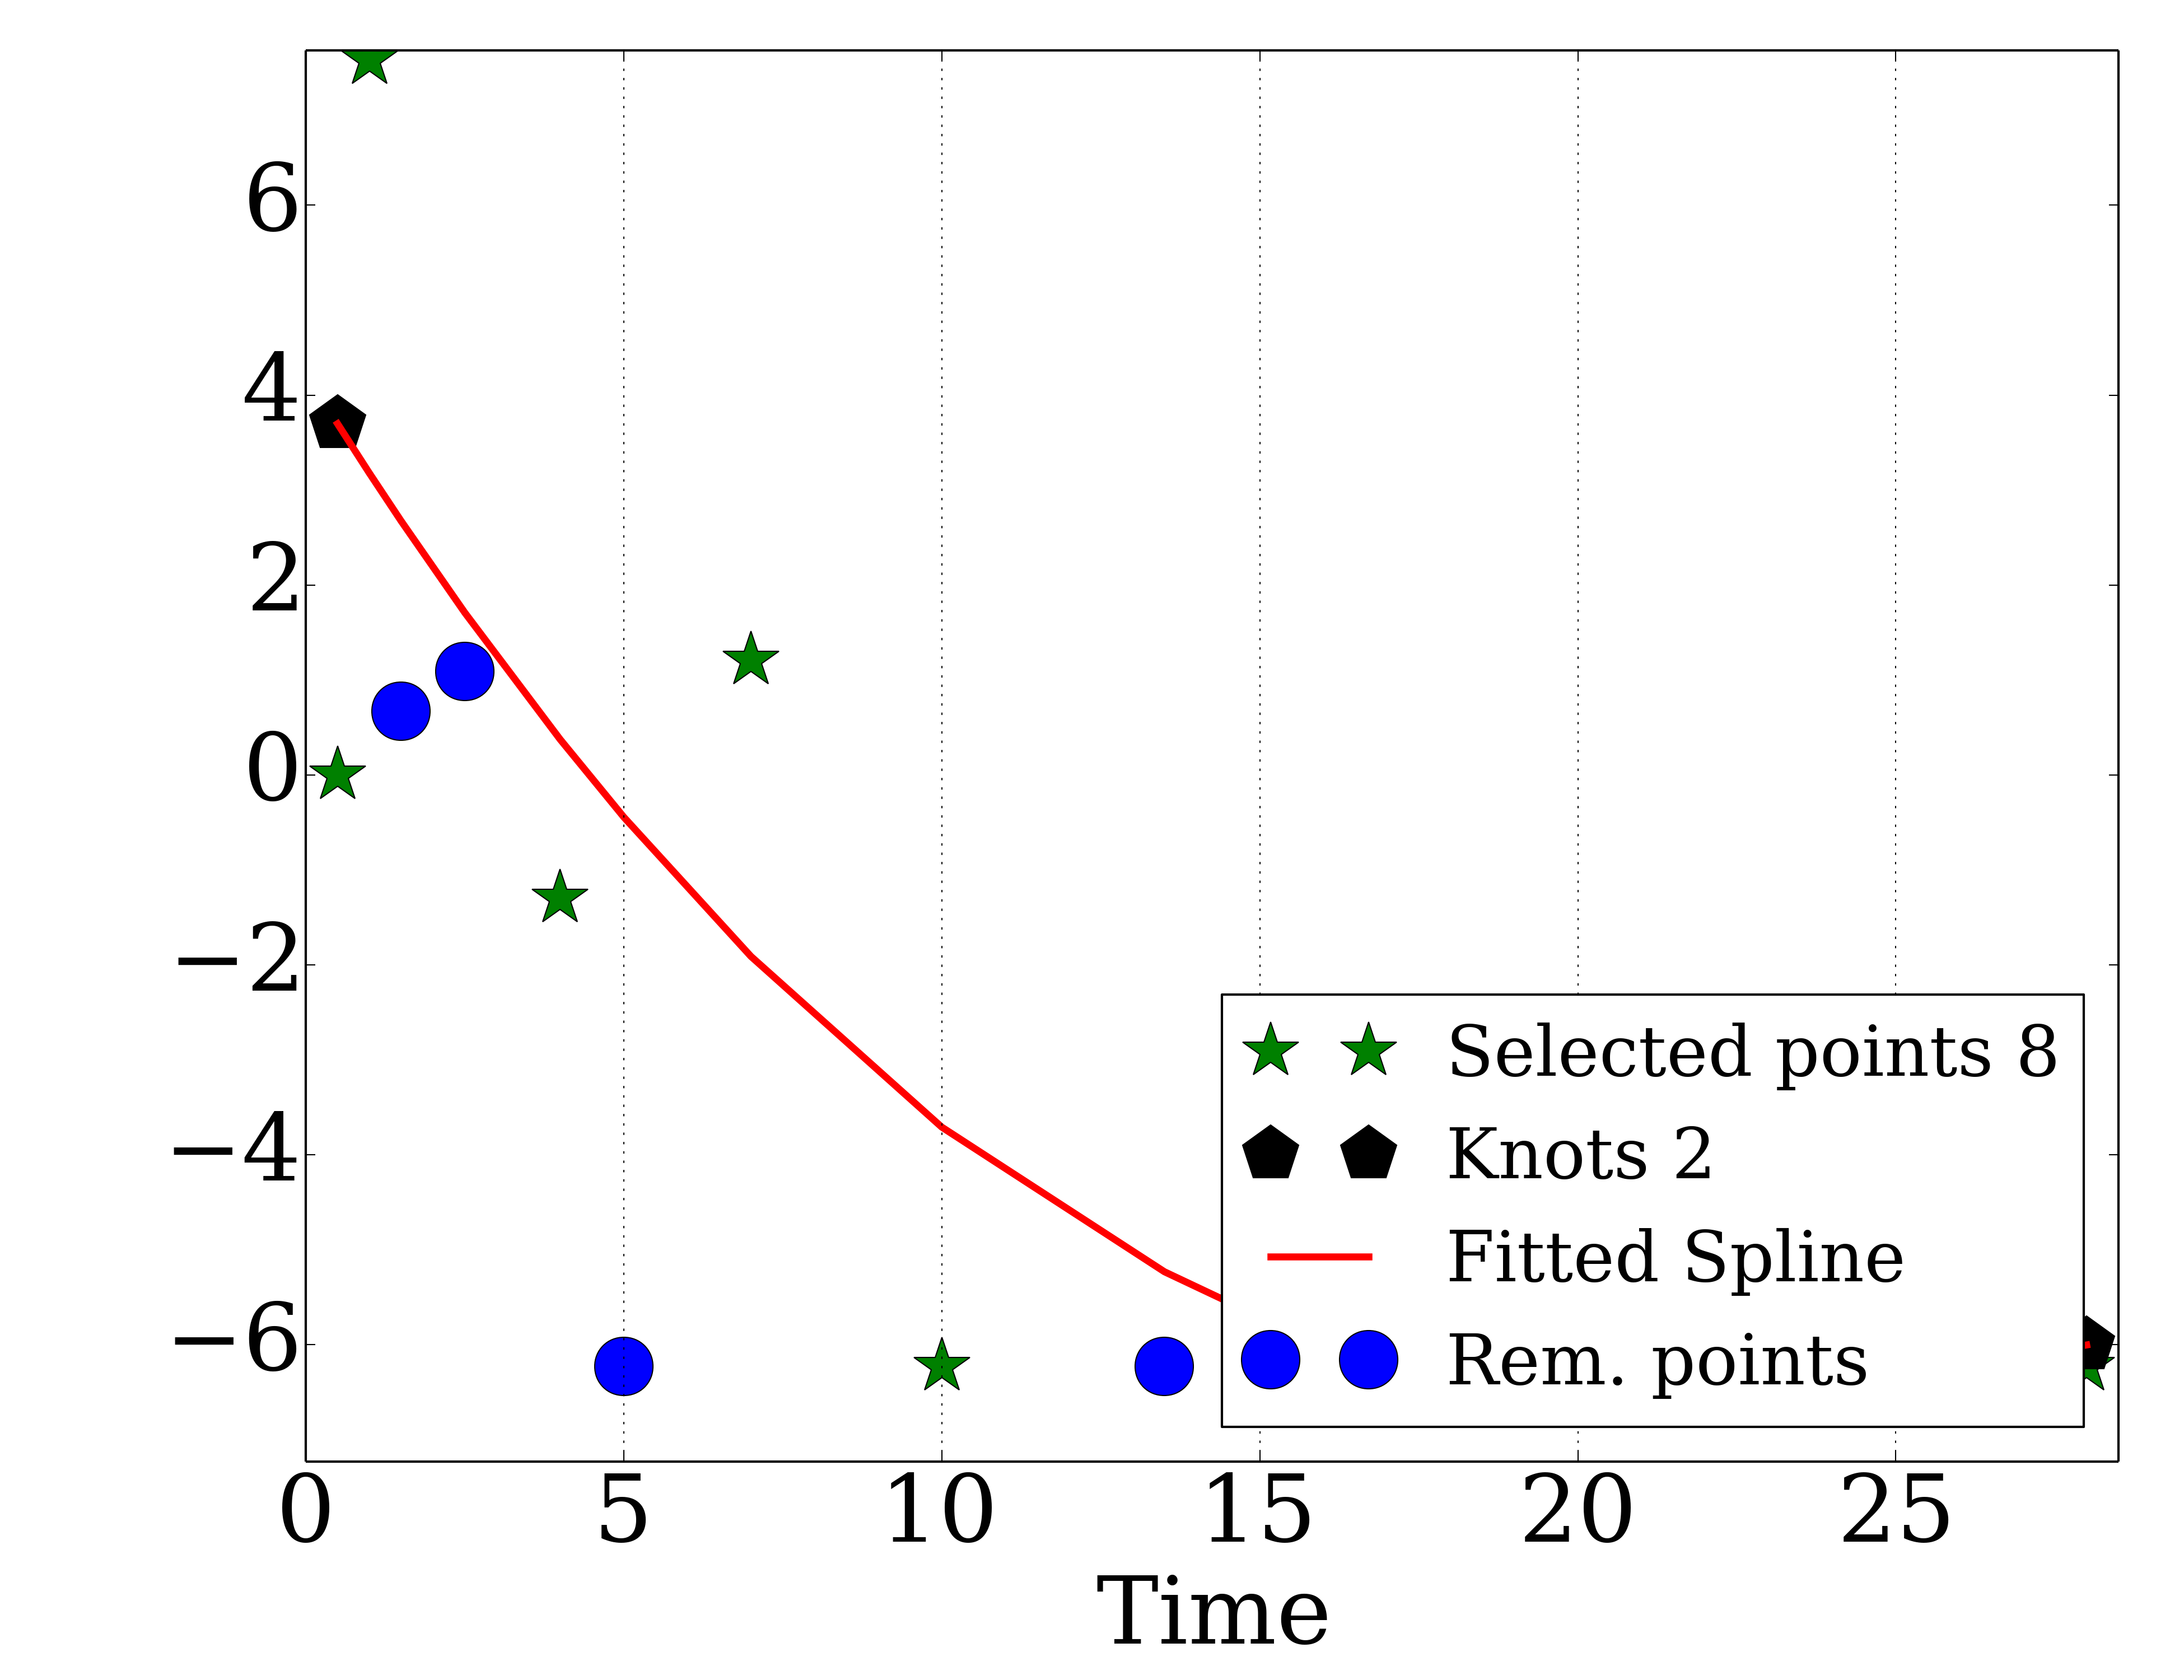 6
4
2
0
−2
−4
−6
Selected points 8
Knots 2
Fitted Spline
Rem. points
0 5 10 15 20 25
Time